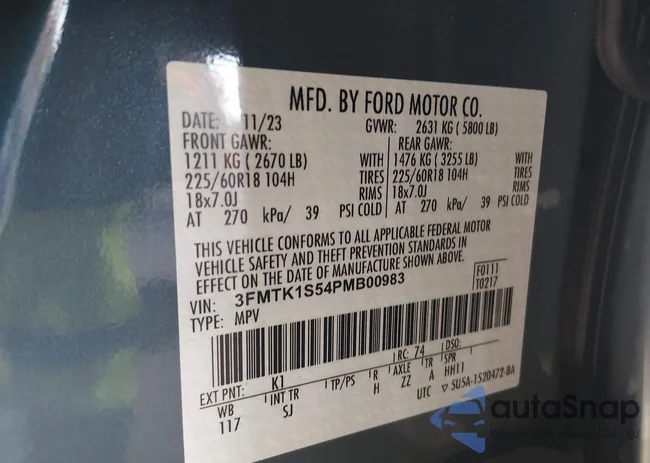 MFD. BY FORD MOTOR CO.
DATE: 11/23 GVWR: 2631 KG ( 5800 LB)
FRONT GAWR: REAR GAWR:
1211 KG ( 2670 LB) WITH 1476 KG ( 3255 LB) WITH
225/60R18 104H TIRES 225/60R18 104H TIRES
18x7.0J RIMS 18x7.0J RIMS
AT 270 kPa/ 39 PSI COLD AT 270 kPa/ 39 PSI COLD
THIS VEHICLE CONFORMS TO ALL APPLICABLE FEDERAL MOTOR
VEHICLE SAFETY AND THEFT PREVENTION STANDARDS IN
EFFECT ON THE DATE OF MANUFACTURE SHOWN ABOVE.
VIN: 3FMTK1S54PMB00983 F0111
TYPE: MPV T0217
EXT PNT: K1 RC: 74 DSO:
WB INT TR TP/PS R AXLE TR SPR
117 SJ H ZZ A HH11
UTC ▽ SU5A-1520472-BA
autaSnap